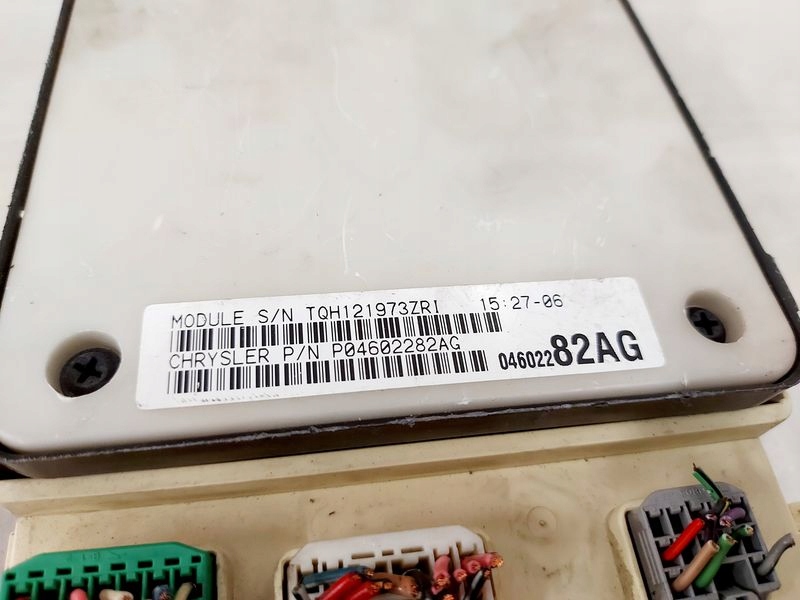 MODULE S/N TQH121973ZRI 15:27-06
CHRYSLER P/N P04602282AG
04602282AG